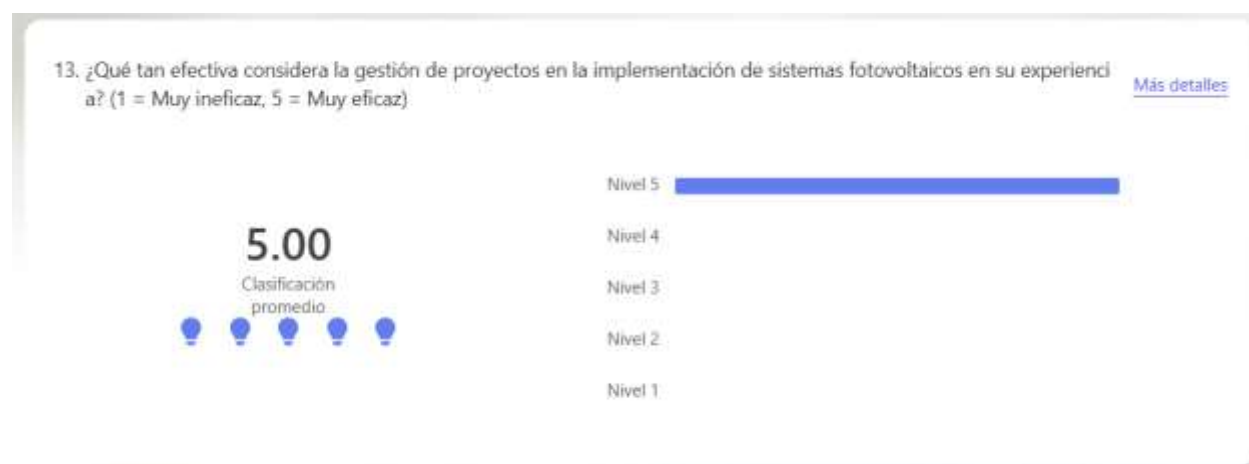 13. ¿Qué tan efectiva considera la gestión de proyectos en la implementación de sistemas fotovoltaicos en su experienci
a? (1 = Muy ineficaz, 5 = Muy eficaz)
Más detalles
5.00
Clasificación
promedio
Nivel 5
Nivel 4
Nivel 3
Nivel 2
Nivel 1